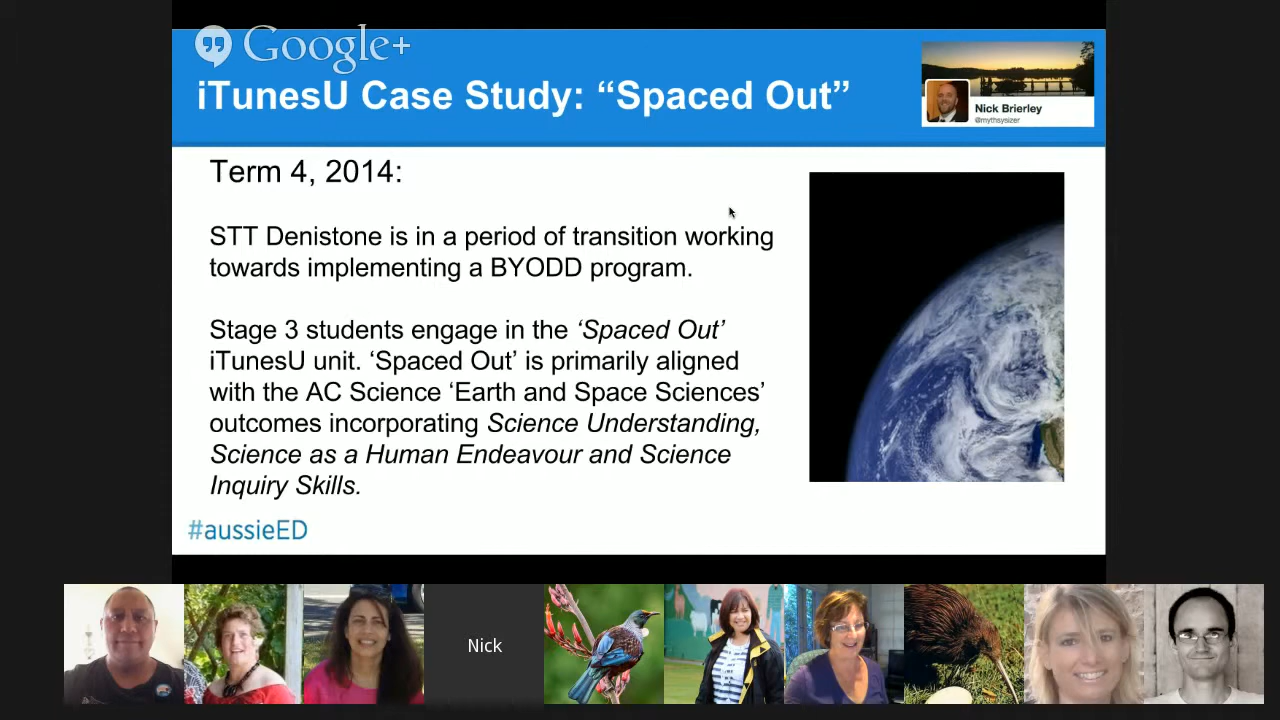 Google+
iTunesU Case Study: “Spaced Out”
Nick Brierley
@mythsysizer
Term 4, 2014:
STT Denistone is in a period of transition working
towards implementing a BYODD program.
Stage 3 students engage in the ‘Spaced Out’
iTunesU unit. ‘Spaced Out’ is primarily aligned
with the AC Science ‘Earth and Space Sciences’
outcomes incorporating Science Understanding,
Science as a Human Endeavour and Science
Inquiry Skills.
#aussieED
Nick